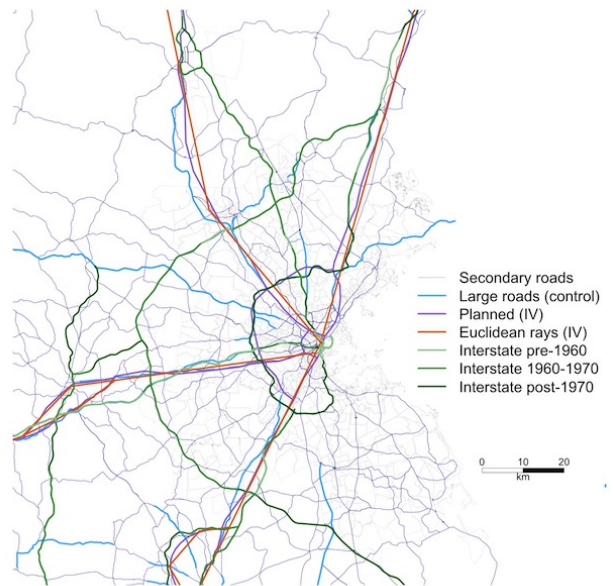 Secondary roads
Large roads (control)
Planned (IV)
Euclidean rays (IV)
Interstate pre-1960
Interstate 1960-1970
Interstate post-1970
0 10 20
km